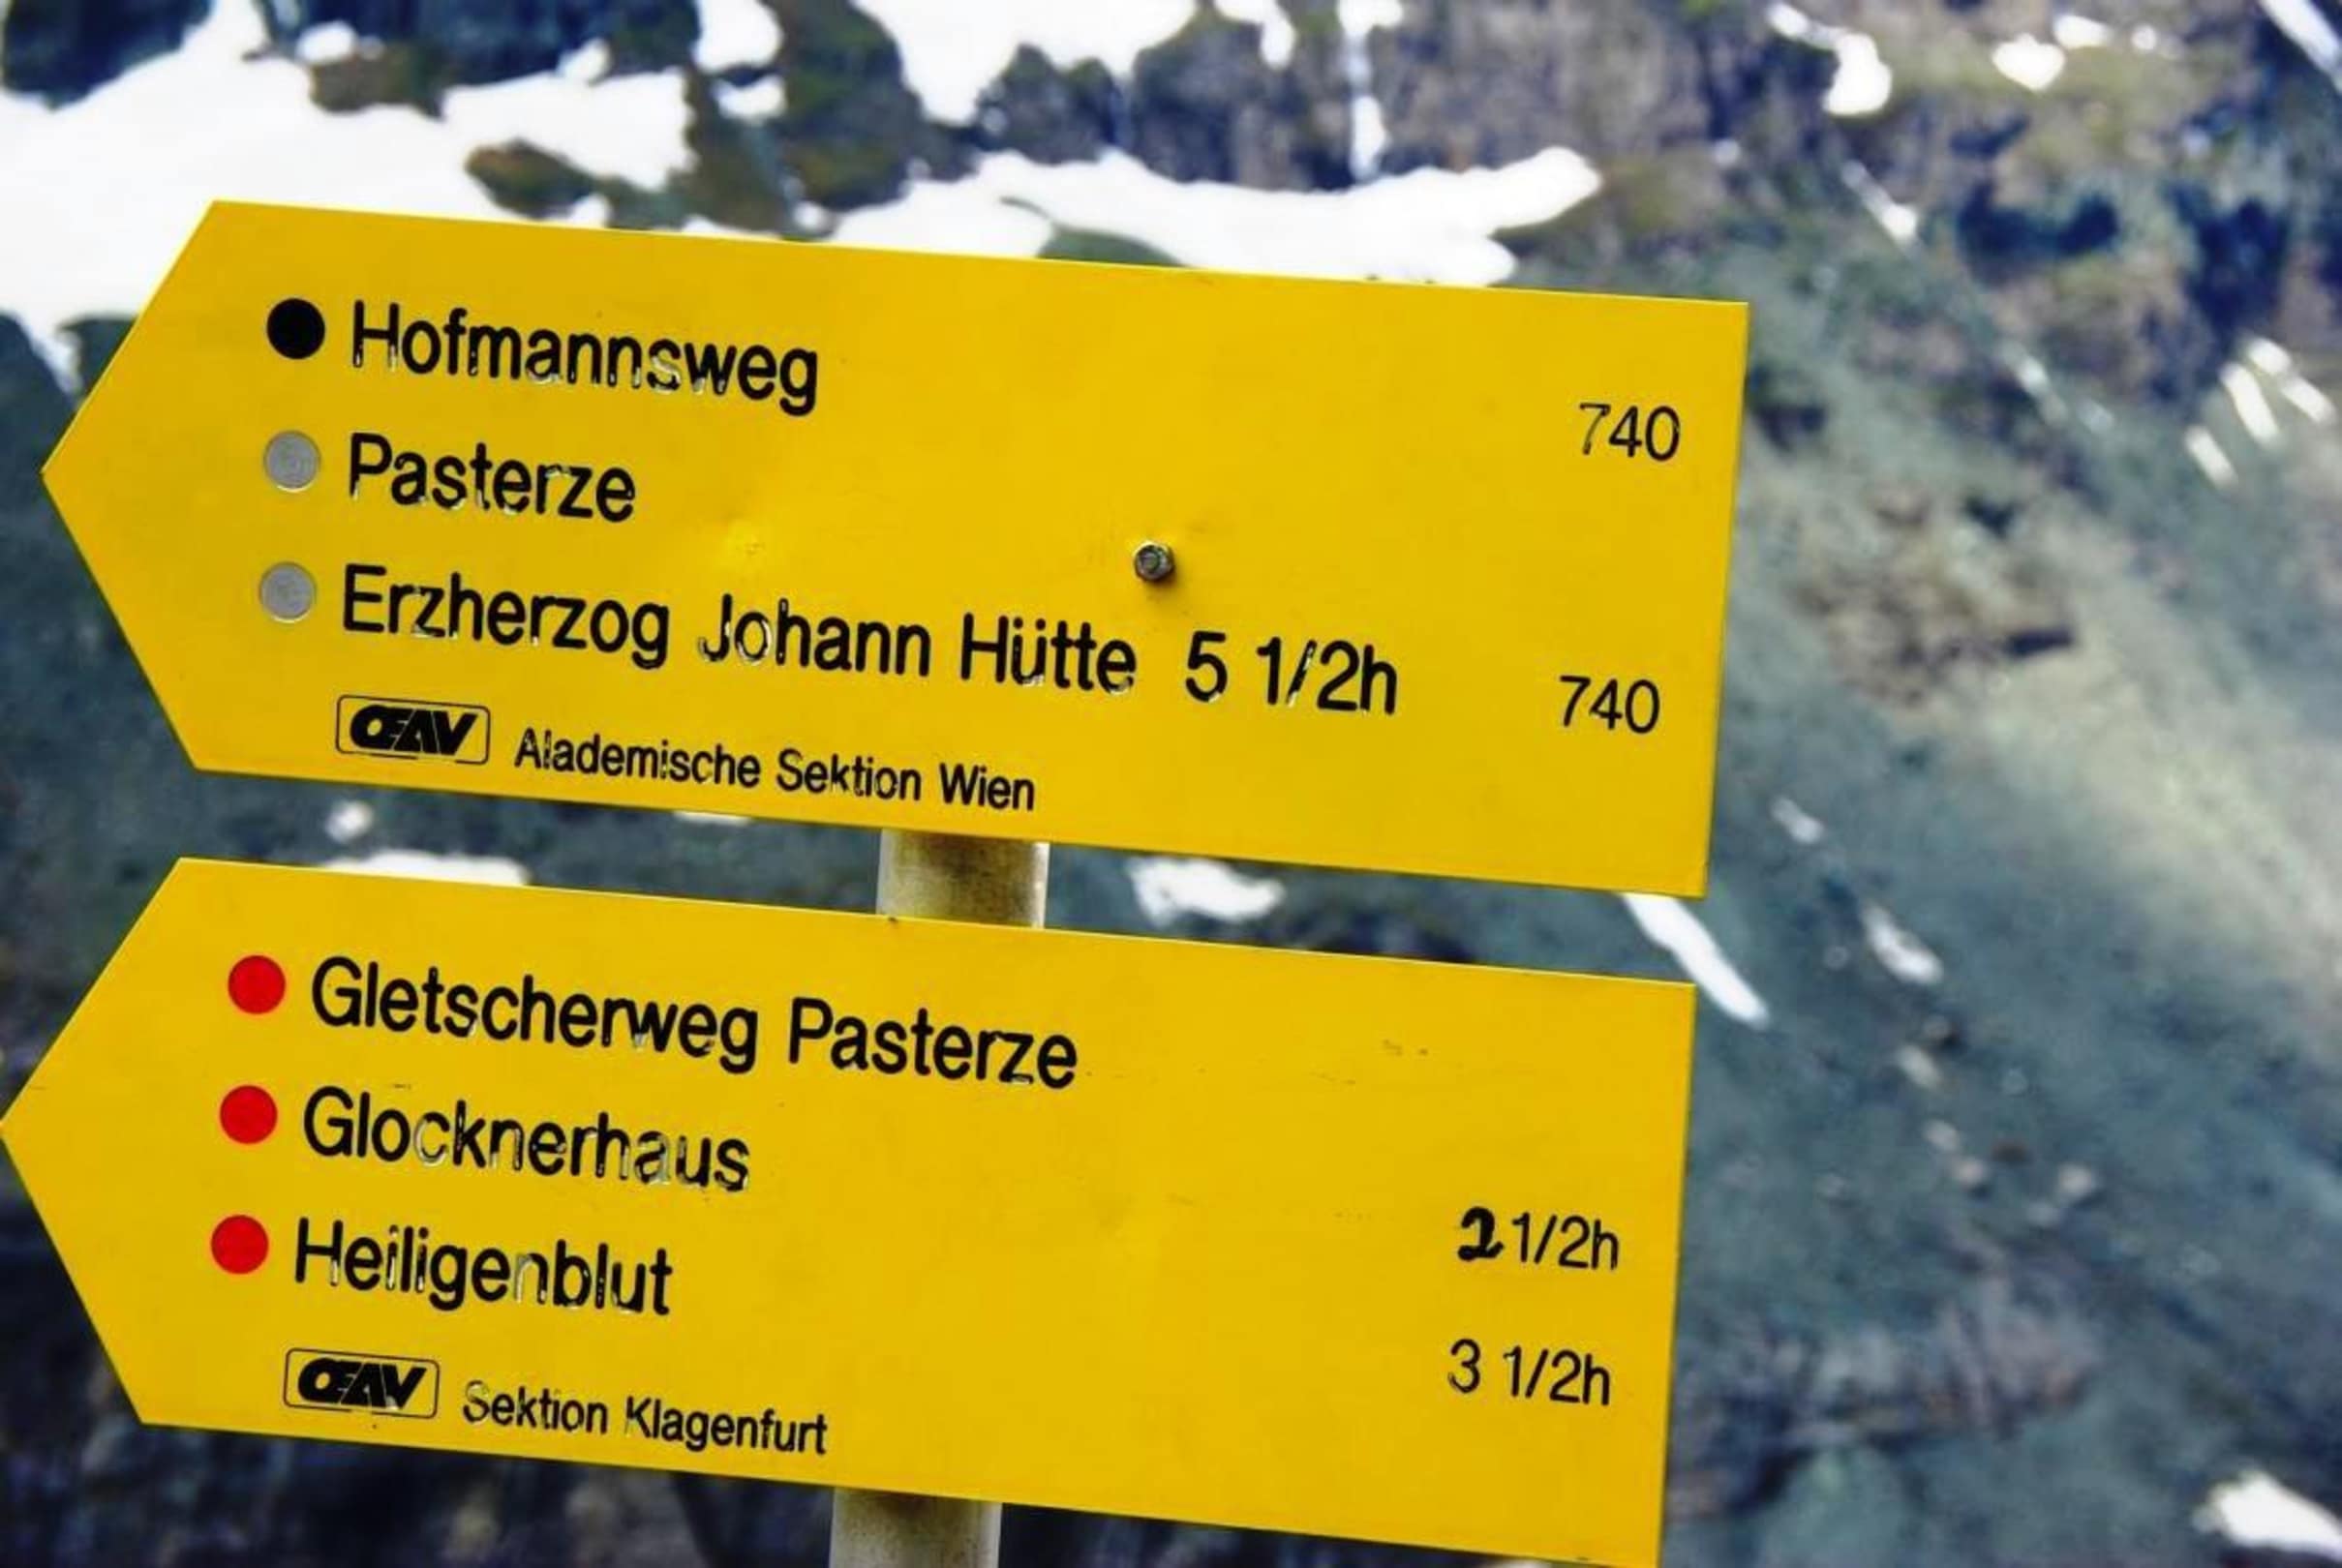 Hofmannsweg 740
Pasterze
Erzherzog Johann Hütte 5 1/2h 740
OEAV Alademische Sektion Wien
Gletscherweg Pasterze
Glocknerhaus 2 1/2h
Heiligenblut 3 1/2h
OEAV Sektion Klagenfurt